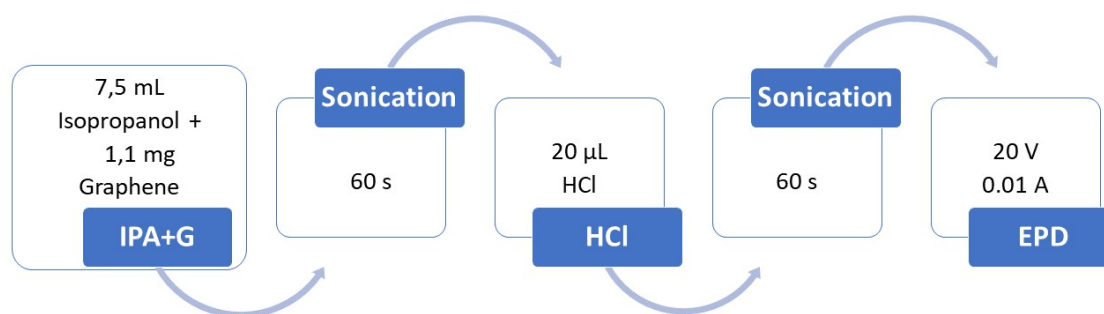 7,5 mL
Isopropanol +
1,1 mg
Graphene
IPA+G
Sonication
60 s
20 µL
HCl
HCl
Sonication
60 s
20 V
0.01 A
EPD